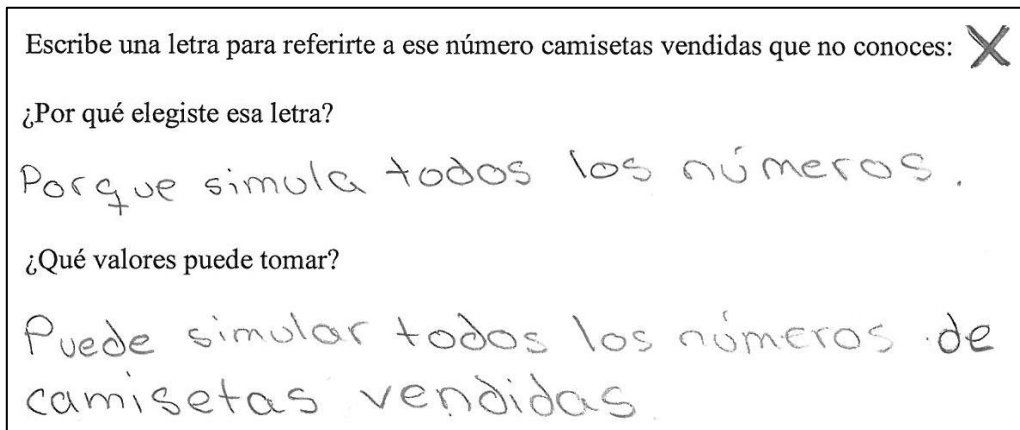 Escribe una letra para referirte a ese número camisetas vendidas que no conoces: X
¿Por qué elegiste esa letra?
Porque simula todos los números.
¿Qué valores puede tomar?
Puede simular todos los números de
camisetas vendidas